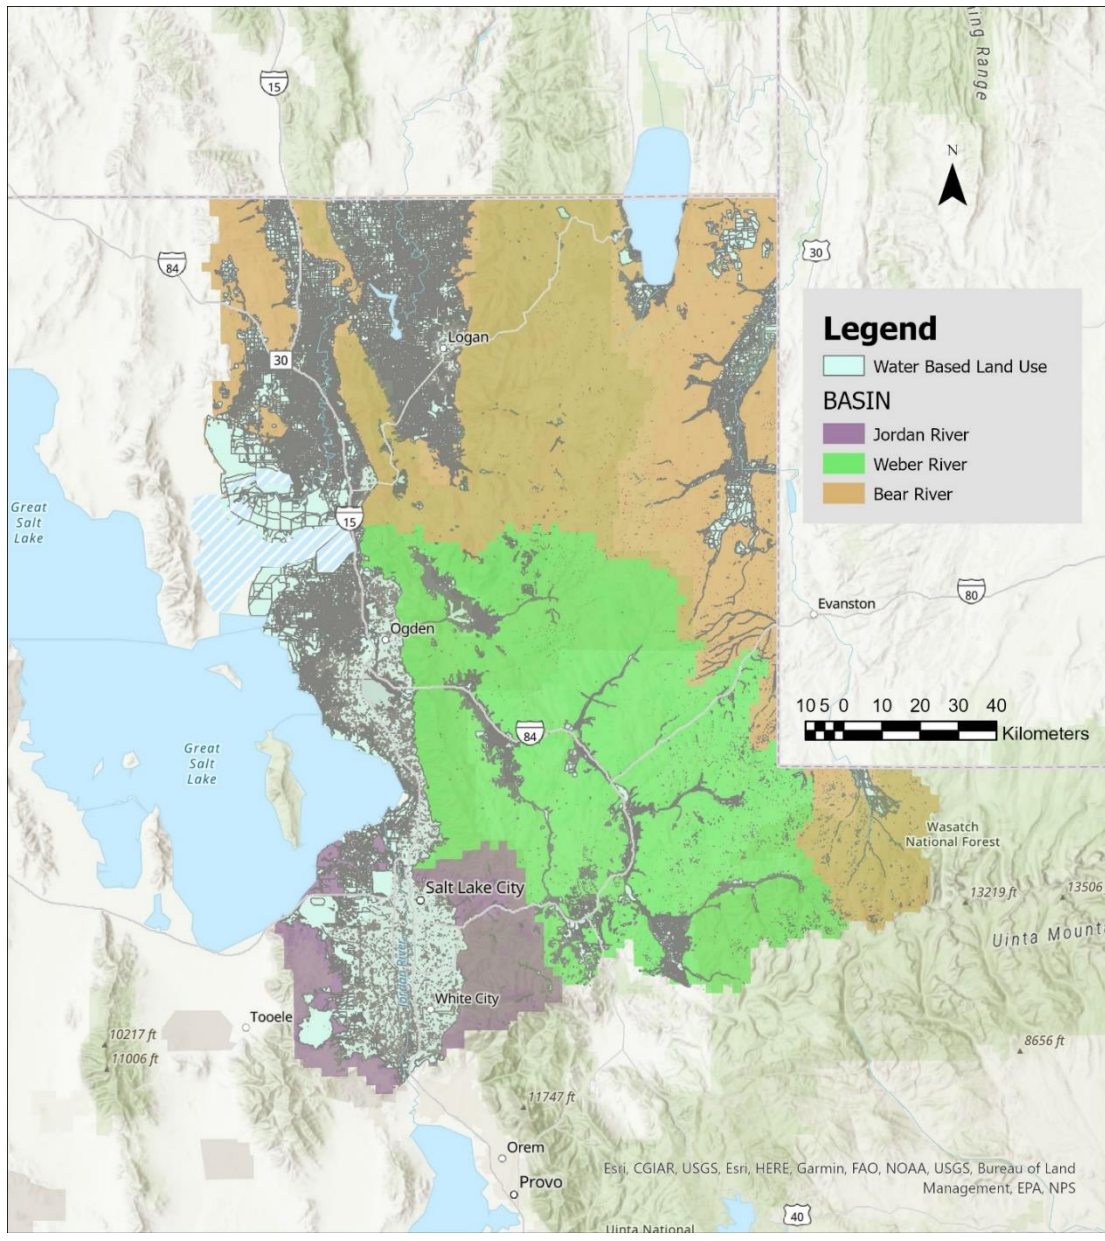 ing Range
15
N
84
30
30
Logan
Legend
Water Based Land Use
BASIN
Jordan River
Weber River
Bear River
Great
Salt
Lake
15
80
Evanston
Ogden
10 5 0 10 20 30 40
Kilometers
84
Great
Salt
Lake
Wasatch
National Forest
13219 ft
13506
Salt Lake City
Uinta Mounta
Jordan River
White City
Tooele
10217 ft
11006 ft
8656 ft
11747 ft
Orem
Provo
Esri, CGIAR, USGS, Esri, HERE, Garmin, FAO, NOAA, USGS, Bureau of Land
Management, EPA, NPS
40
Uinta National